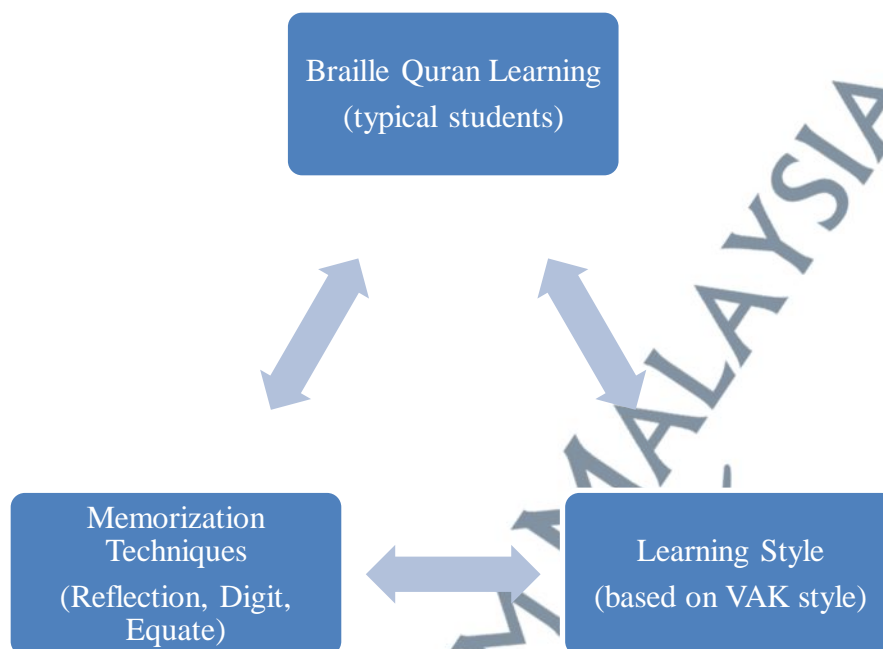 Braille Quran Learning
(typical students)
Memorization
Techniques
(Reflection, Digit,
Equate)
Learning Style
(based on VAK style)
MALAYSIA